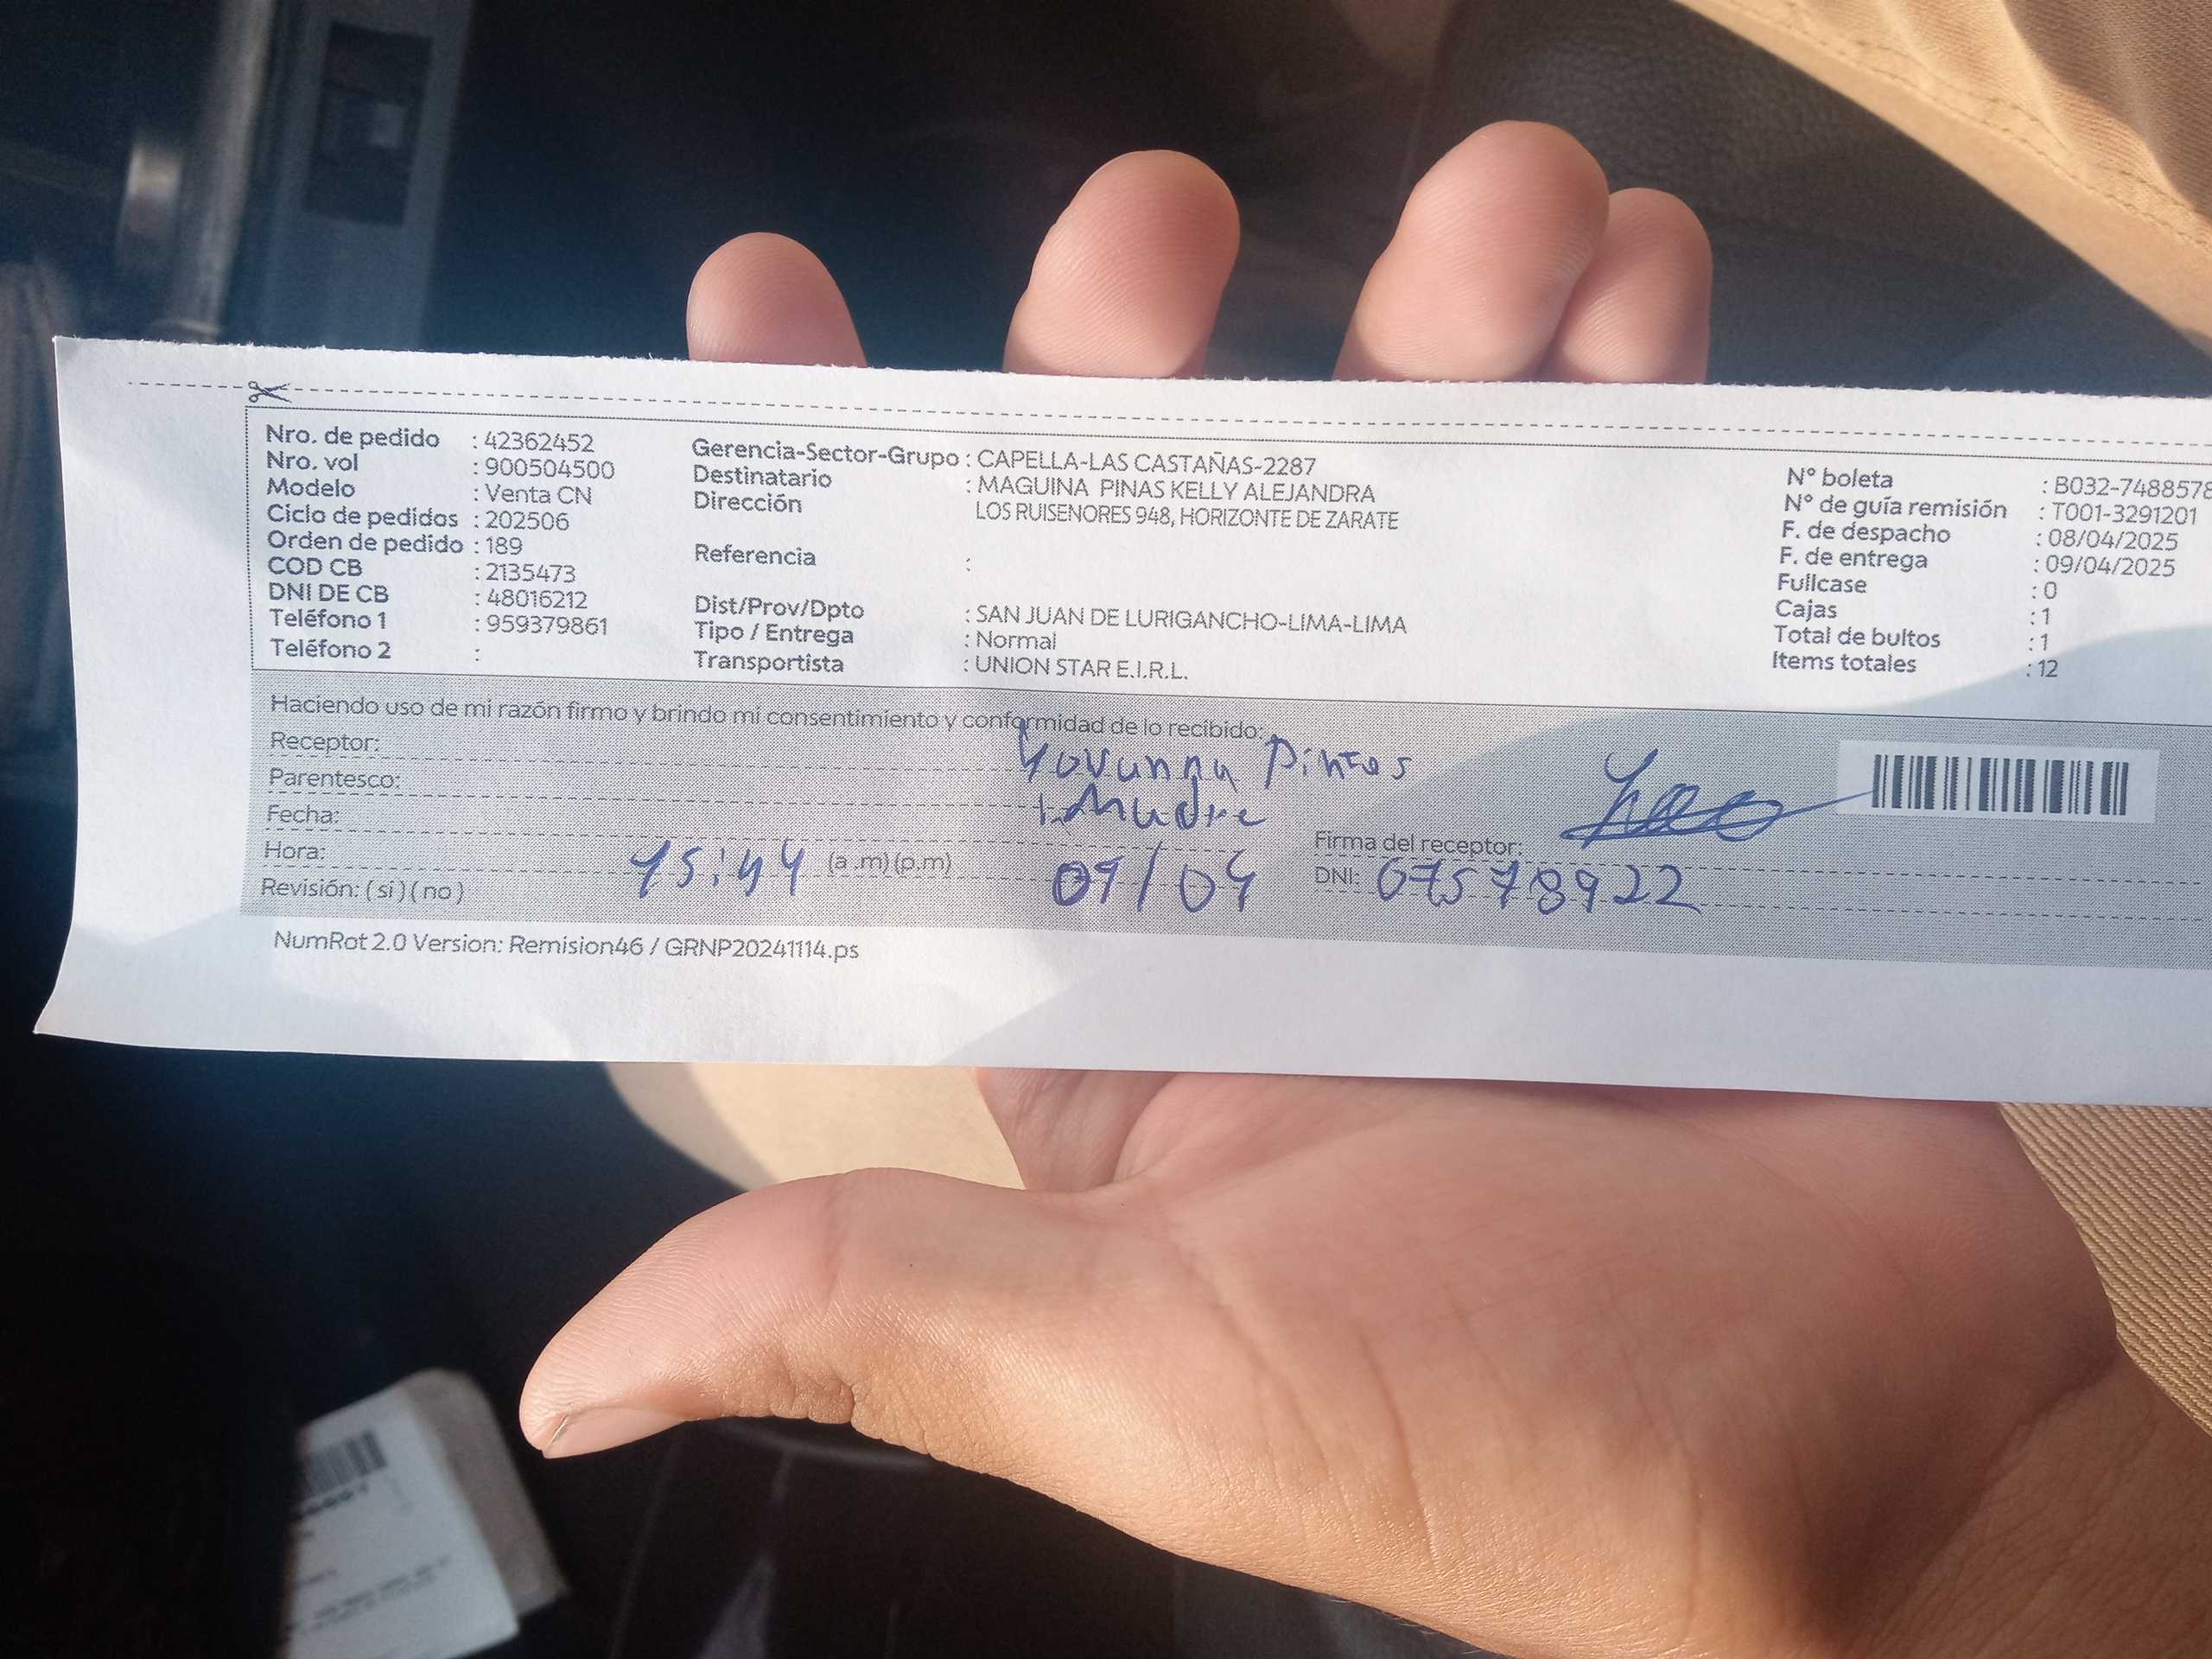 Nro. de pedido : 42362452
Nro. vol : 900504500
Modelo : Venta CN
Ciclo de pedidos : 202506
Orden de pedido : 189
COD CB : 2135473
DNI DE CB : 48016212
Teléfono 1 : 959379861
Teléfono 2 :
Gerencia-Sector-Grupo : CAPELLA-LAS CASTAÑAS-2287
Destinatario : MAGUINA PINAS KELLY ALEJANDRA
Dirección LOS RUISENORES 948, HORIZONTE DE ZARATE
Referencia :
Dist/Prov/Dpto : SAN JUAN DE LURIGANCHO-LIMA-LIMA
Tipo / Entrega : Normal
Transportista : UNION STAR E.I.R.L.
N° boleta : B032-7488578
N° de guía remisión : T001-3291201
F. de despacho : 08/04/2025
F. de entrega : 09/04/2025
Fullcase : 0
Cajas : 1
Total de bultos : 1
Items totales : 12
Haciendo uso de mi razón firmo y brindo mi consentimiento y conformidad de lo recibido:
Receptor: Yovanna
Parentesco: Madre
Fecha: 09/04
Hora: 15:44 (a .m)(p.m)
Revisión: ( si ) ( no )
Firma del receptor:
DNI: 07578922
NumRot 2.0 Version: Remision46 / GRNP20241114.ps